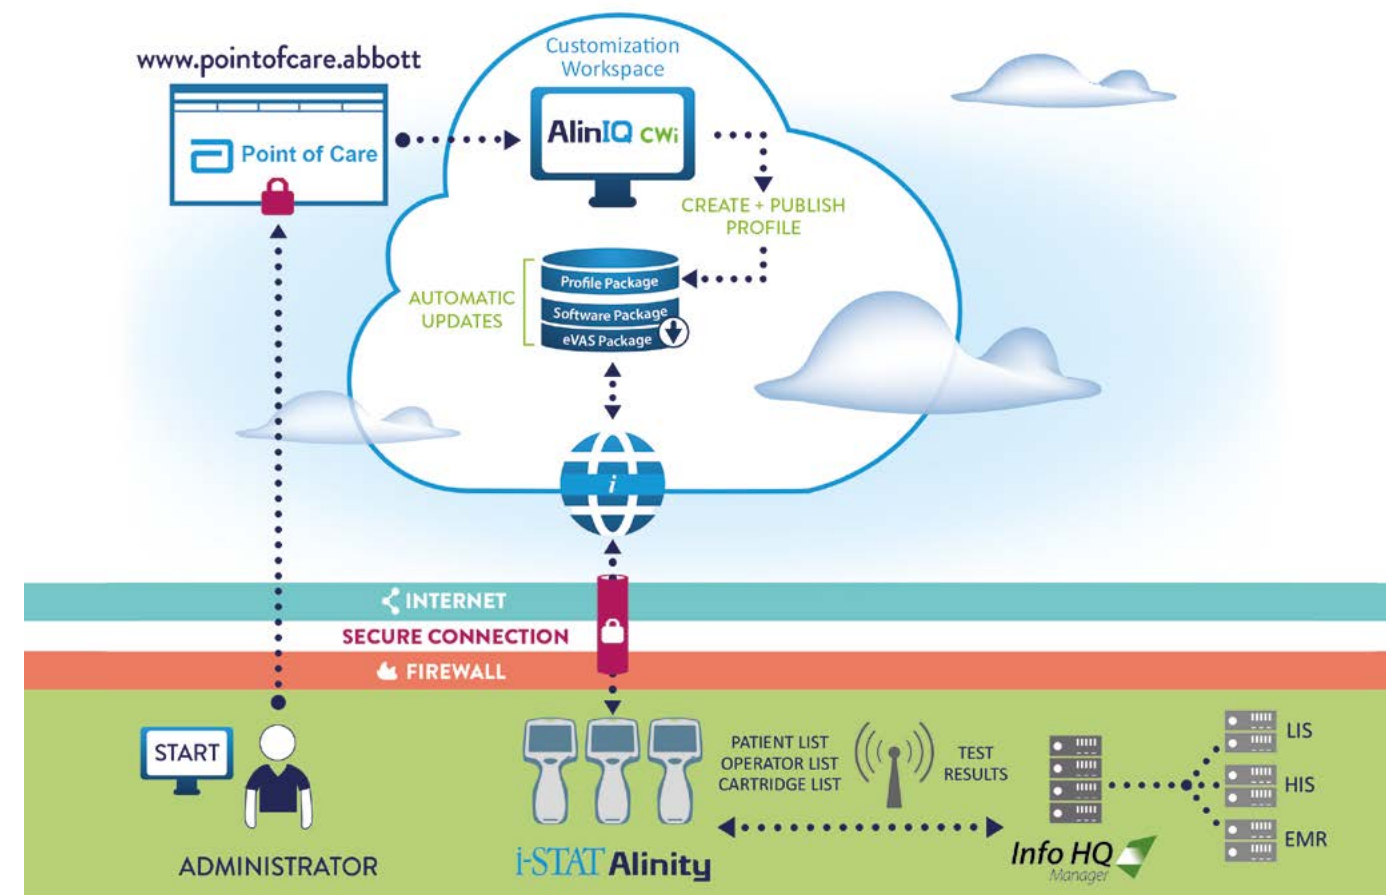 www.pointofcare.abbott
Point of Care
Customization
Workspace
AlinIQ CWi
CREATE + PUBLISH
PROFILE
AUTOMATIC
UPDATES
Profile Package
Software Package
eVAS Package
i
INTERNET
SECURE CONNECTION
FIREWALL
START
ADMINISTRATOR
i-STAT Alinity
PATIENT LIST
OPERATOR LIST
CARTRIDGE LIST
TEST
RESULTS
Info HQ
Manager
LIS
HIS
EMR